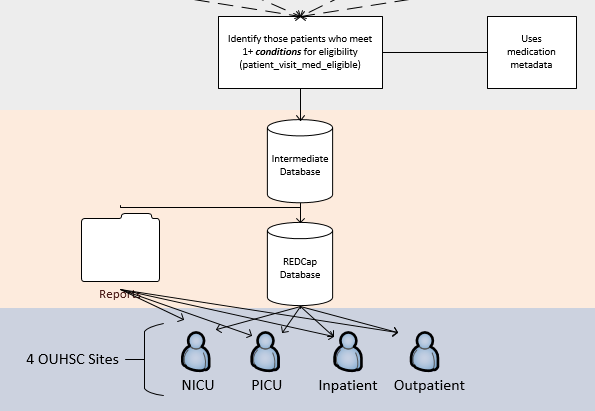 Identify those patients who meet
1+ conditions for eligibility
(patient_visit_med_eligible)
Uses
medication
metadata
Intermediate
Database
REDCap
Database
Reports
4 OUHSC Sites
NICU
PICU
Inpatient
Outpatient